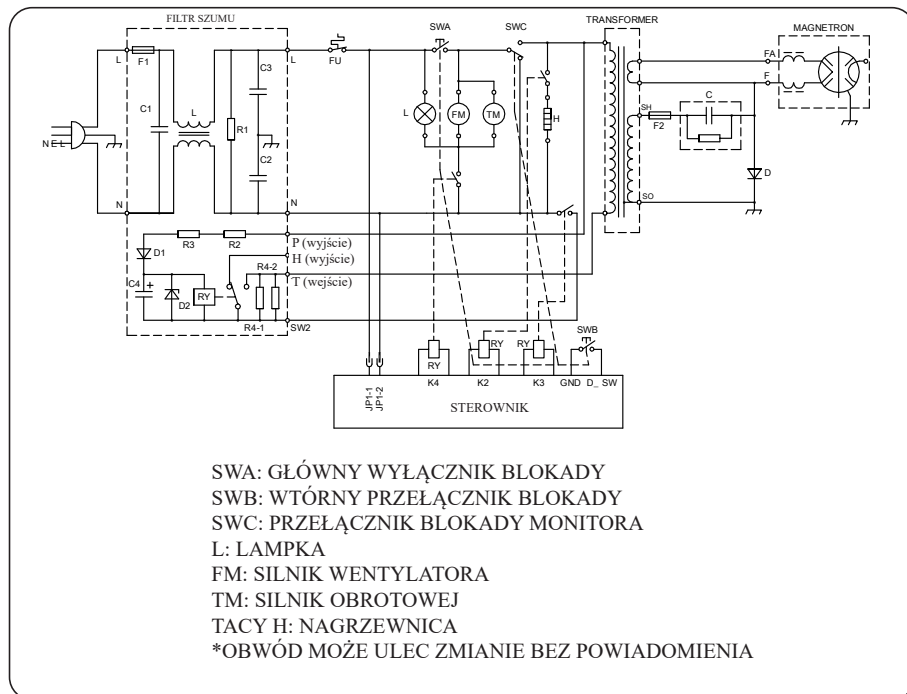 FILTR SZUMU
SWA
SWC
TRANSFORMER
MAGNETRON
L
F1
L
FU
FA
F
C3
C1
L
R1
C2
L
FM
TM
H
SH
F2
C
D
SO
N E L
N
N
D1
R3
R2
P (wyjście)
H (wyjście)
T (wejście)
C4
+
D2
RY
R4-2
R4-1
SW2
SWB
RY
RY
RY
JP1-1
JP1-2
K4
K2
K3
GND
D_ SW
STEROWNIK
SWA: GŁÓWNY WYŁĄCZNIK BLOKADY
SWB: WTÓRNY PRZEŁĄCZNIK BLOKADY
SWC: PRZEŁĄCZNIK BLOKADY MONITORA
L: LAMPKA
FM: SILNIK WENTYLATORA
TM: SILNIK OBROTOWEJ
TACY H: NAGRZEWNICA
*OBWÓD MOŻE ULEC ZMIANIE BEZ POWIADOMIENIA